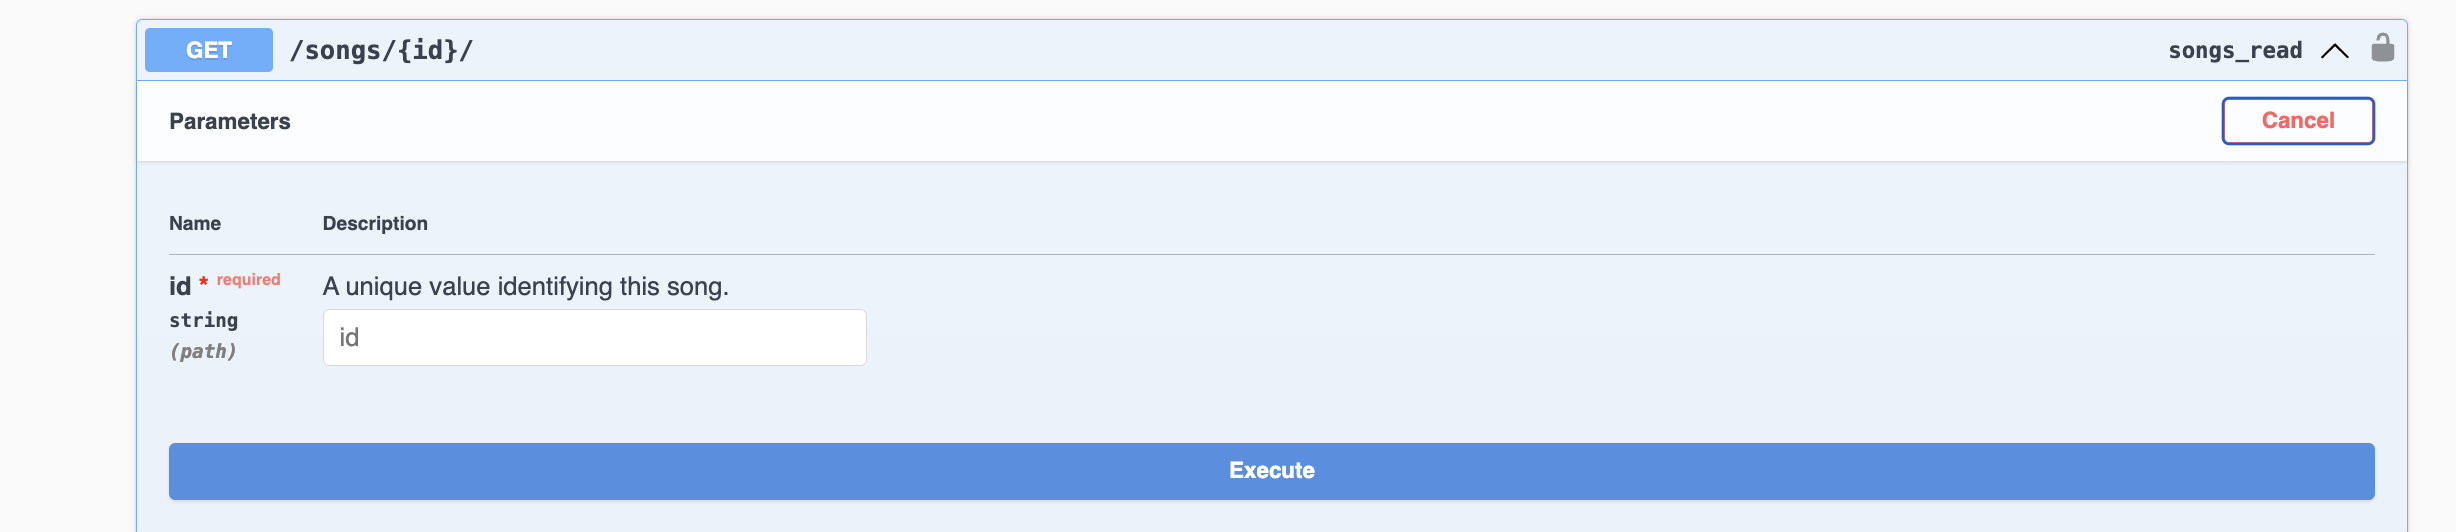 GET /songs/{id}/ songs_read
Parameters Cancel
Name Description
id * required A unique value identifying this song.
string
id
(path)
Execute